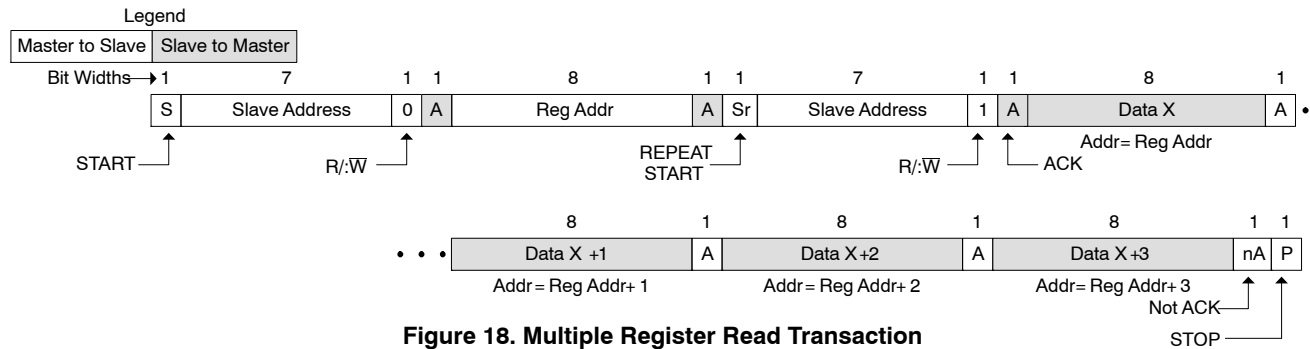 Legend
Master to Slave Slave to Master
Bit Widths 1 7 1 1 8 1 1 7 1 1 8 1
S Slave Address 0 A Reg Addr A Sr Slave Address 1 A Data X A •
Addr= Reg Addr
START R/:W̅ REPEAT START R/:W̅ ACK
8 1 8 1 8 1 1
• • • Data X +1 A Data X+2 A Data X+3 nA P
Addr= Reg Addr+ 1 Addr= Reg Addr+ 2 Addr= Reg Addr+ 3
Not ACK
STOP
Figure 18. Multiple Register Read Transaction